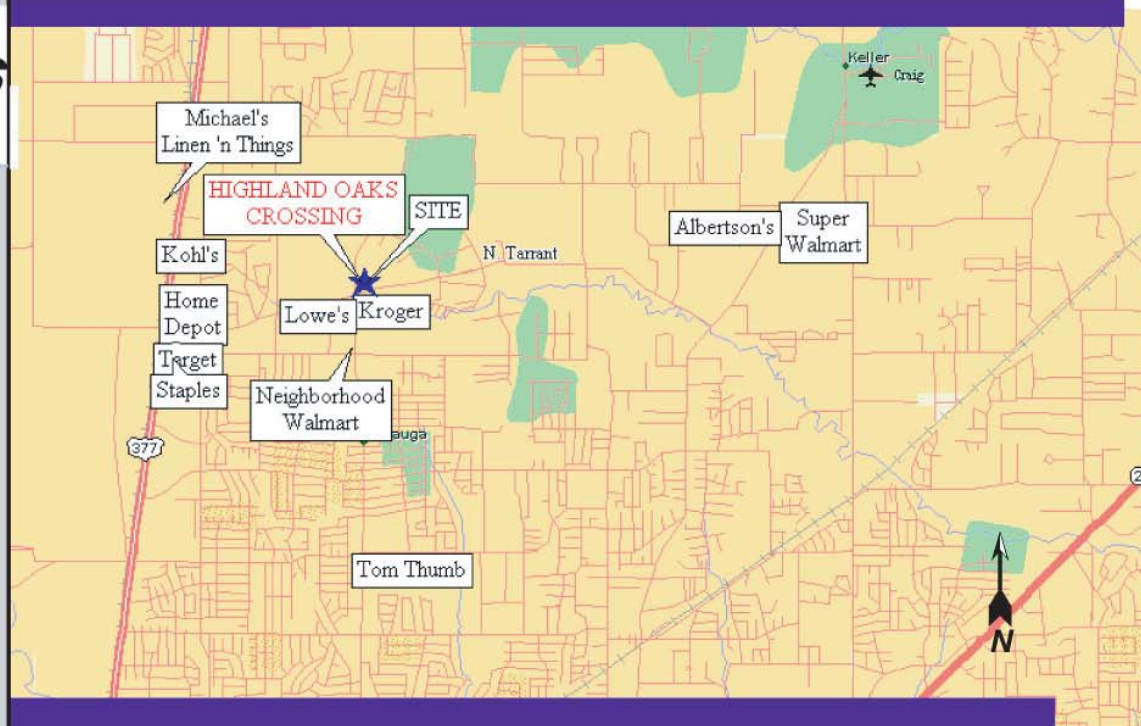 Keller
Craig
Michael's
Linen 'n Things
HIGHLAND OAKS
CROSSING
SITE
Albertson's
Super
Walmart
Kohl's
N. Tarrant
Home
Depot
Lowe's
Kroger
Target
Staples
Neighborhood
Walmart
auga
377
Tom Thumb
N